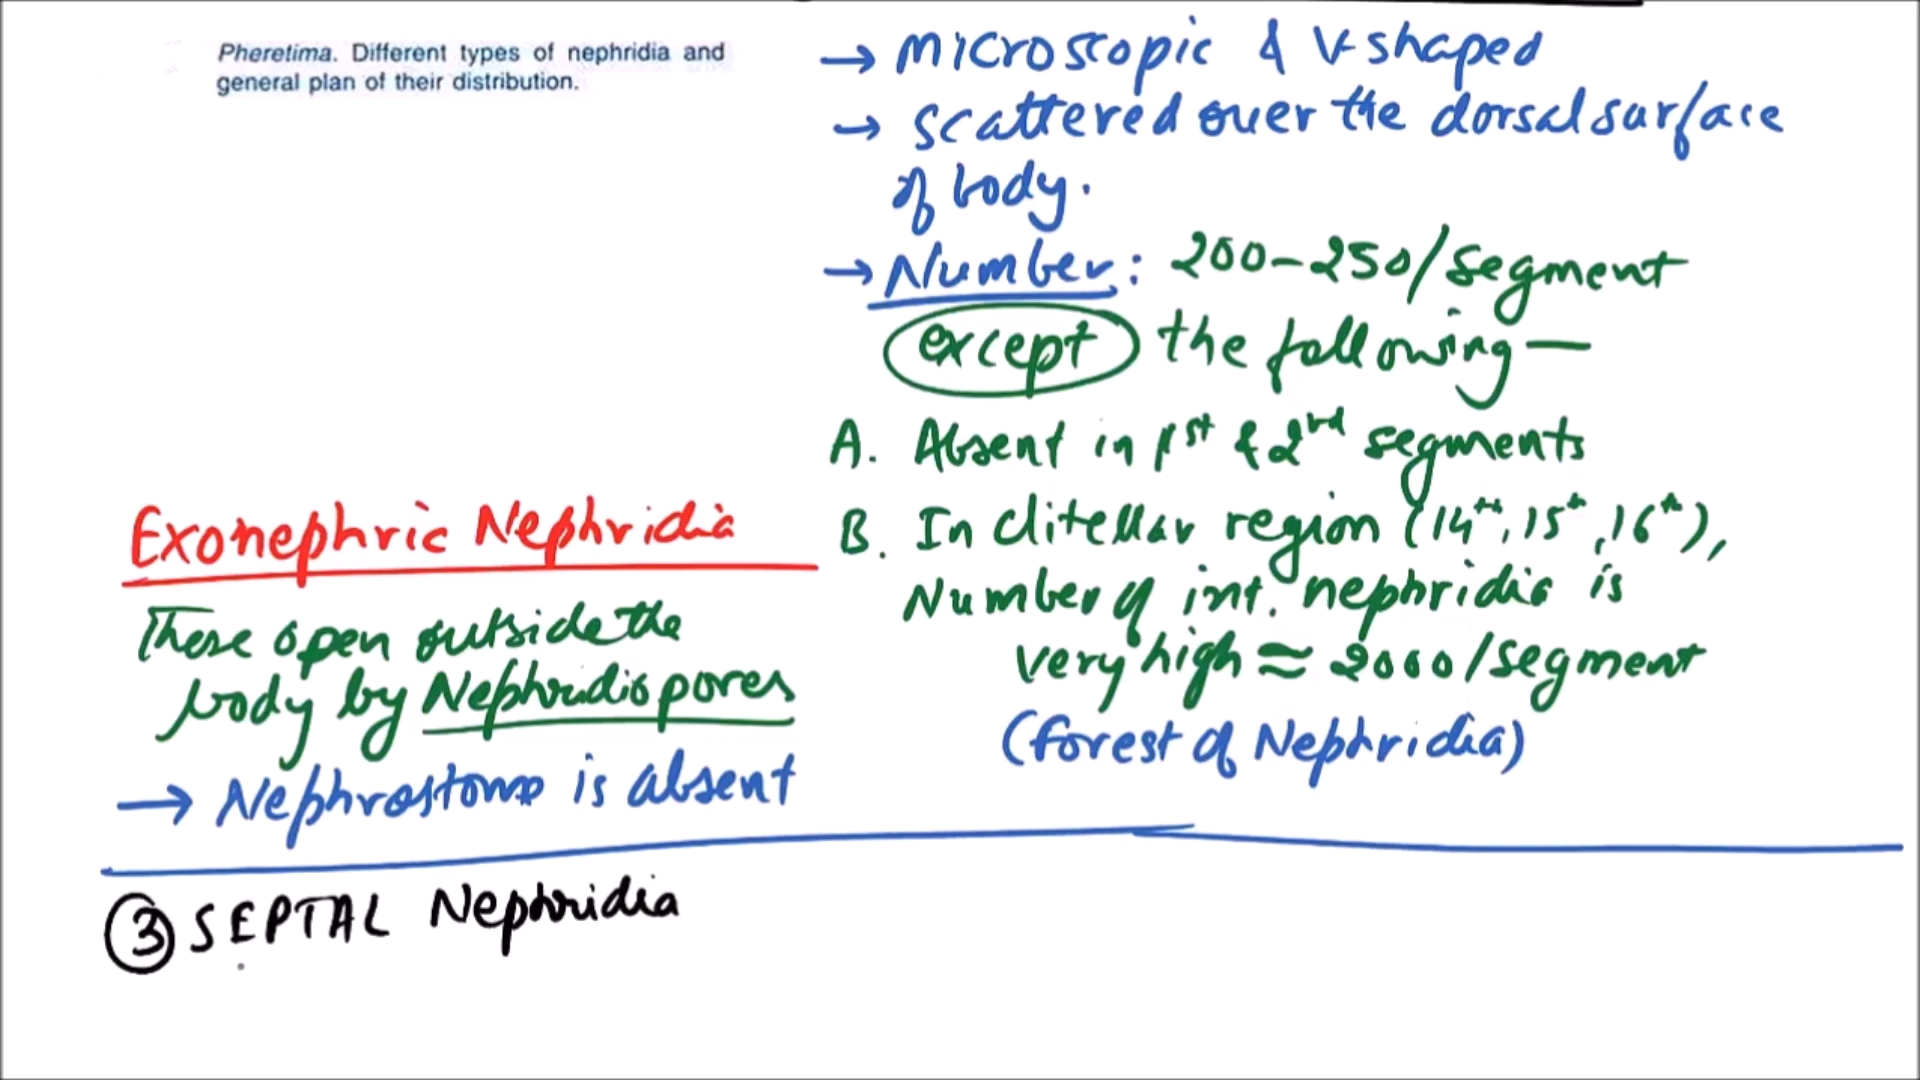 Pheretima. Different types of nephridia and
general plan of their distribution.
→ Microscopic & V-shaped
→ Scattered over the dorsal surface
of body.
→ Number: 200-250/segment
except the following —
A. Absent in 1st & 2nd segments
B. In Clitellar region (14th, 15th, 16th),
Number of int. nephridia is
very high ≈ 2000/segment
(forest of Nephridia)
Exonephric Nephridia
These open outside the
body by Nephridiopores
→ Nephrostome is absent
③ SEPTAL Nephridia